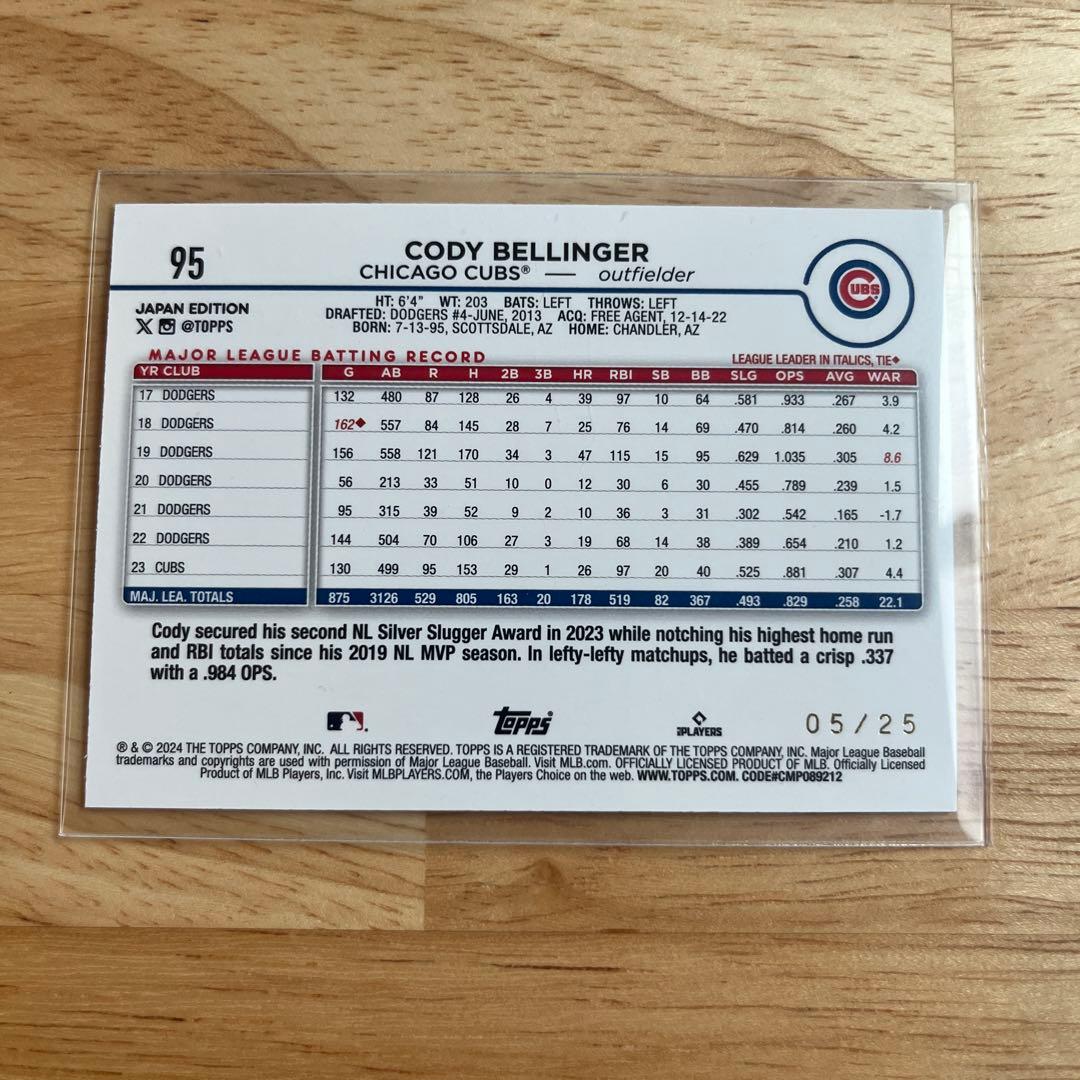 95
CODY BELLINGER
CHICAGO CUBS® — outfielder
CUBS
JAPAN EDITION
X @TOPPS
HT: 6'4" WT: 203 BATS: LEFT THROWS: LEFT
DRAFTED: DODGERS #4-JUNE, 2013 ACQ: FREE AGENT, 12-14-22
BORN: 7-13-95, SCOTTSDALE, AZ HOME: CHANDLER, AZ
MAJOR LEAGUE BATTING RECORD LEAGUE LEADER IN ITALICS, TIE◆
YR CLUB G AB R H 2B 3B HR RBI SB BB SLG OPS AVG WAR
17 DODGERS 132 480 87 128 26 4 39 97 10 64 .581 .933 .267 3.9
18 DODGERS 162◆ 557 84 145 28 7 25 76 14 69 .470 .814 .260 4.2
19 DODGERS 156 558 121 170 34 3 47 115 15 95 .629 1.035 .305 8.6
20 DODGERS 56 213 33 51 10 0 12 30 6 30 .455 .789 .239 1.5
21 DODGERS 95 315 39 52 9 2 10 36 3 31 .302 .542 .165 -1.7
22 DODGERS 144 504 70 106 27 3 19 68 14 38 .389 .654 .210 1.2
23 CUBS 130 499 95 153 29 1 26 97 20 40 .525 .881 .307 4.4
MAJ. LEA. TOTALS 875 3126 529 805 163 20 178 519 82 367 .493 .829 .258 22.1
Cody secured his second NL Silver Slugger Award in 2023 while notching his highest home run
and RBI totals since his 2019 NL MVP season. In lefty-lefty matchups, he batted a crisp .337
with a .984 OPS.
Topps
PLAYERS
05/25
® & © 2024 THE TOPPS COMPANY, INC. ALL RIGHTS RESERVED. TOPPS IS A REGISTERED TRADEMARK OF THE TOPPS COMPANY, INC. Major League Baseball
trademarks and copyrights are used with permission of Major League Baseball. Visit MLB.com. OFFICIALLY LICENSED PRODUCT OF MLB. Officially Licensed
Product of MLB Players, Inc. Visit MLBPLAYERS.COM, the Players Choice on the web. WWW.TOPPS.COM. CODE#CMP089212